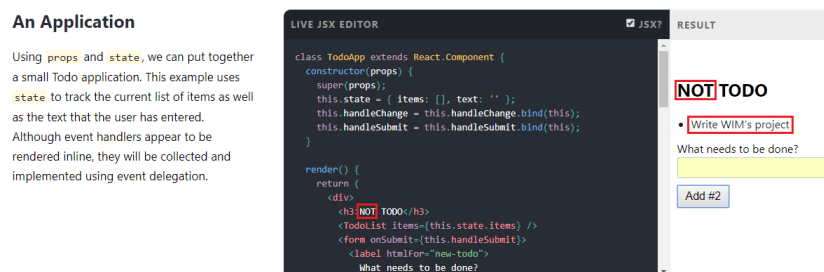 An Application
Using props and state, we can put together
a small Todo application. This example uses
state to track the current list of items as well
as the text that the user has entered.
Although event handlers appear to be
rendered inline, they will be collected and
implemented using event delegation.
LIVE JSX EDITOR
JSX?
class TodoApp extends React.Component {
constructor(props) {
super(props);
this.state = { items: [], text: '' };
this.handleChange = this.handleChange.bind(this);
this.handleSubmit = this.handleSubmit.bind(this);
}
render() {
return (
<div>
<h3>NOT TODO</h3>
<TodoList items={this.state.items} />
<form onSubmit={this.handleSubmit}>
<label htmlFor="new-todo">
What needs to be done?
RESULT
NOT TODO
Write WIM's project
What needs to be done?
Add #2